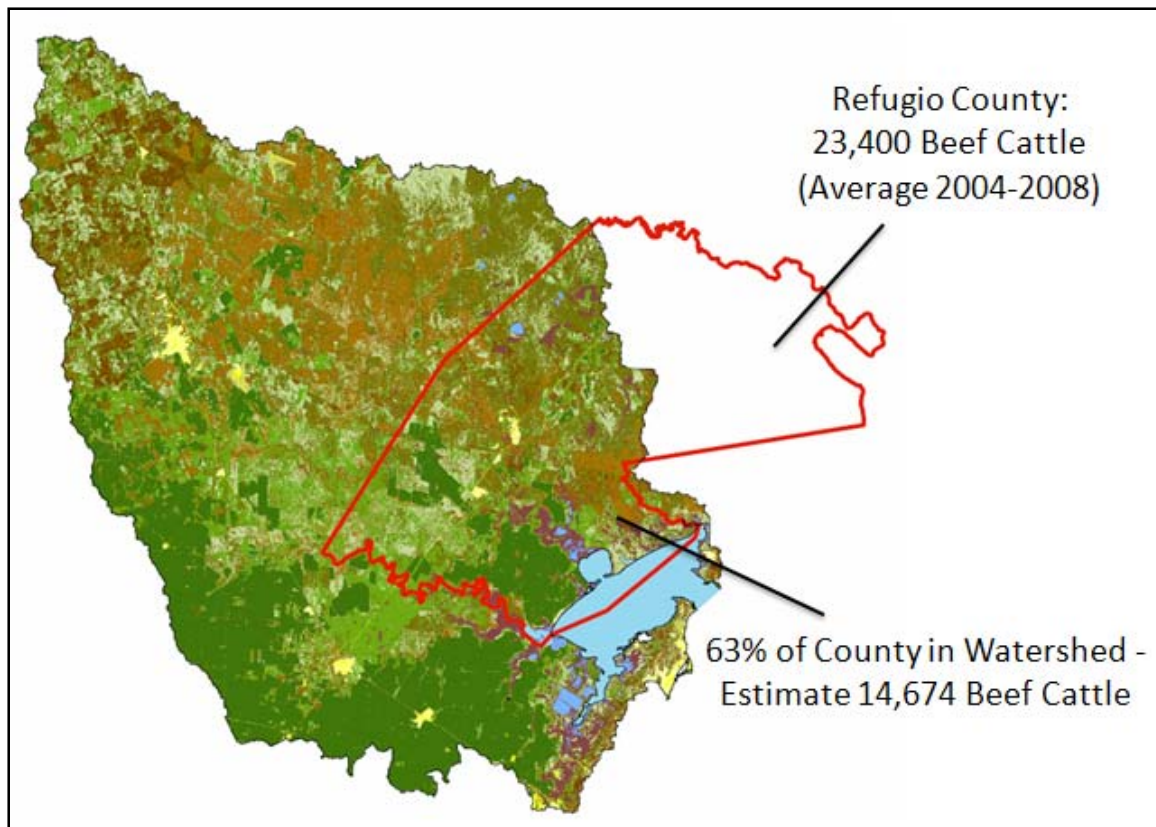 Refugio County:
23,400 Beef Cattle
(Average 2004-2008)
63% of County in Watershed -
Estimate 14,674 Beef Cattle